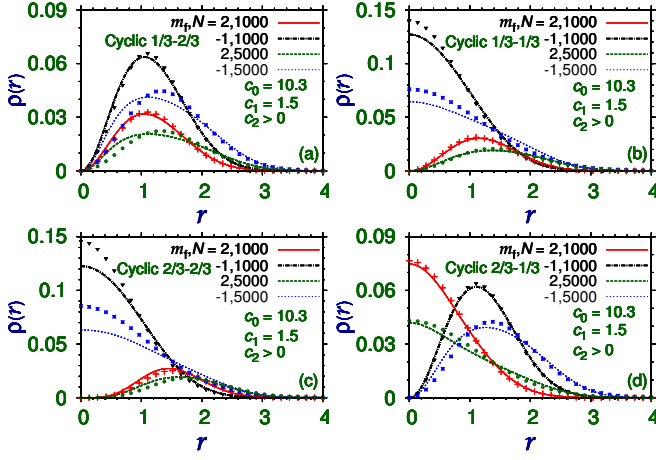 m_f, N = 2,1000
-1,1000
2,5000
-1,5000
Cyclic 1/3-2/3
c_0 = 10.3
c_1 = 1.5
c_2 > 0
(a)
ρ(r)
0.09
0.06
0.03
0
0 1 2 3 4
r
m_f, N = 2,1000
-1,1000
2,5000
-1,5000
Cyclic 1/3-1/3
c_0 = 10.3
c_1 = 1.5
c_2 > 0
(b)
ρ(r)
0.15
0.1
0.05
0
0 1 2 3 4
r
m_f, N = 2,1000
-1,1000
2,5000
-1,5000
Cyclic 2/3-2/3
c_0 = 10.3
c_1 = 1.5
c_2 > 0
(c)
ρ(r)
0.15
0.1
0.05
0
0 1 2 3 4
r
m_f, N = 2,1000
-1,1000
2,5000
-1,5000
Cyclic 2/3-1/3
c_0 = 10.3
c_1 = 1.5
c_2 > 0
(d)
ρ(r)
0.09
0.06
0.03
0
0 1 2 3 4
r